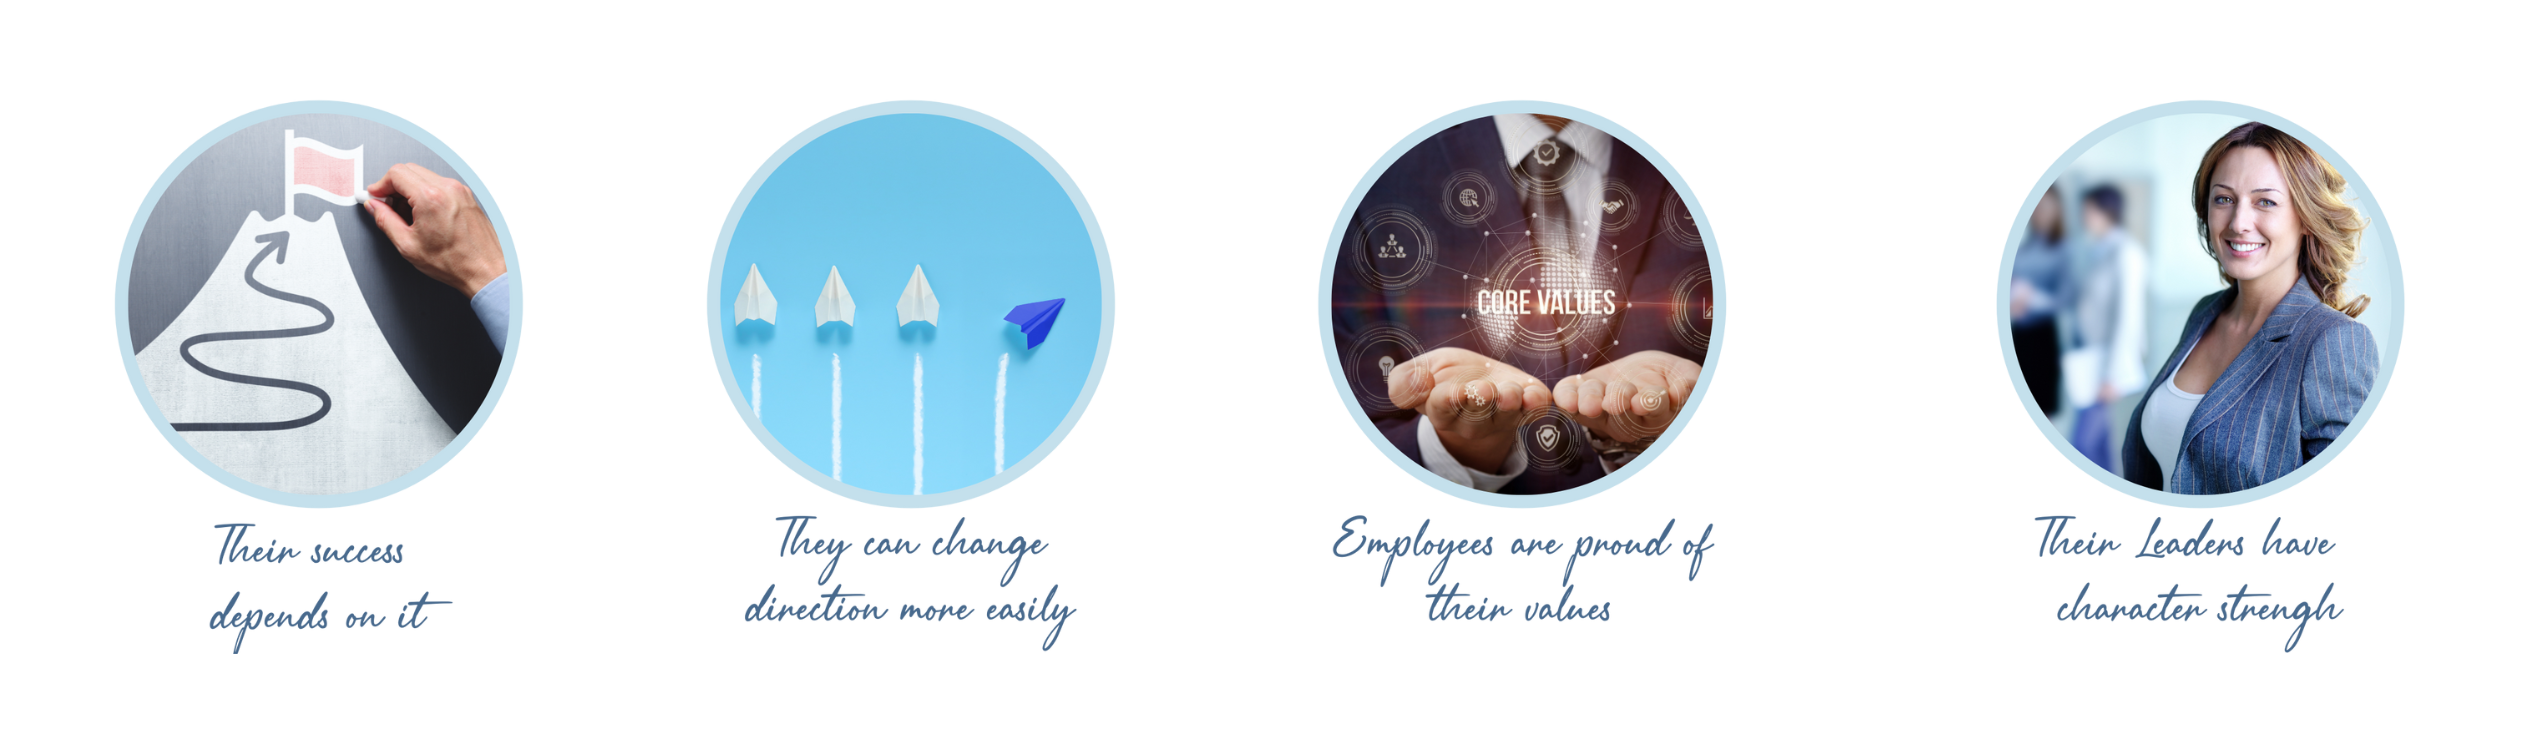 CORE VALUES
Their success
depends on it
They can change
direction more easily
Employees are proud of
their values
Their Leaders have
character strengh